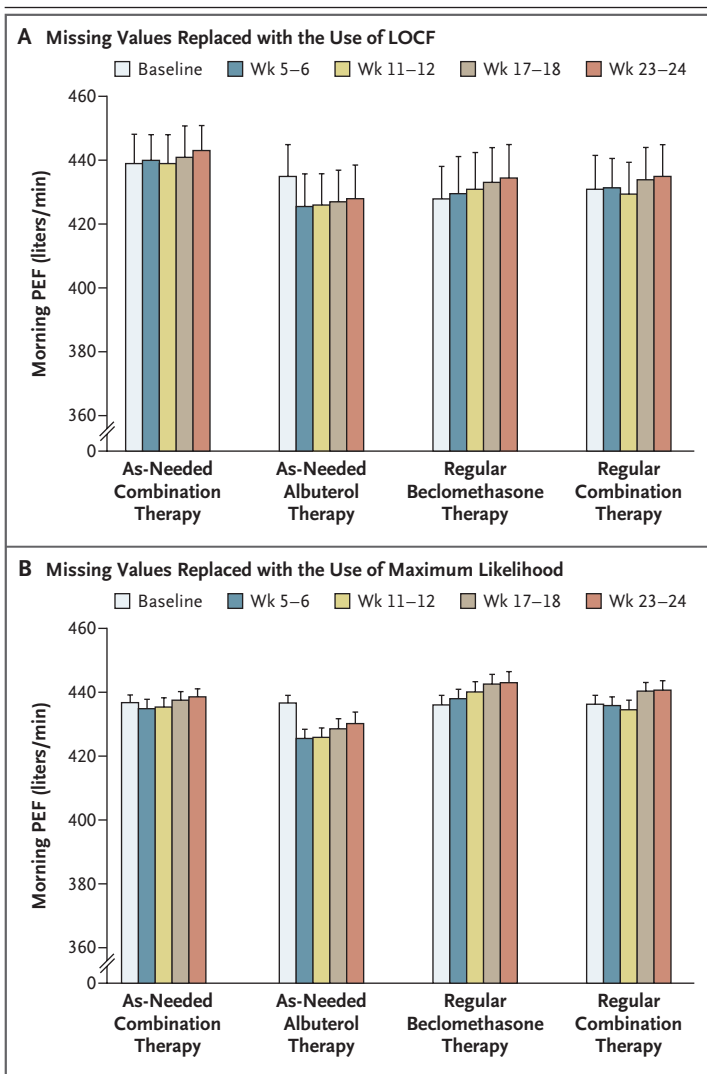 A Missing Values Replaced with the Use of LOCF
Baseline Wk 5–6 Wk 11–12 Wk 17–18 Wk 23–24
Morning PEF (liters/min)
460
440
420
400
380
360
0
As-Needed Combination Therapy
As-Needed Albuterol Therapy
Regular Beclomethasone Therapy
Regular Combination Therapy
B Missing Values Replaced with the Use of Maximum Likelihood
Baseline Wk 5–6 Wk 11–12 Wk 17–18 Wk 23–24
Morning PEF (liters/min)
460
440
420
400
380
360
0
As-Needed Combination Therapy
As-Needed Albuterol Therapy
Regular Beclomethasone Therapy
Regular Combination Therapy